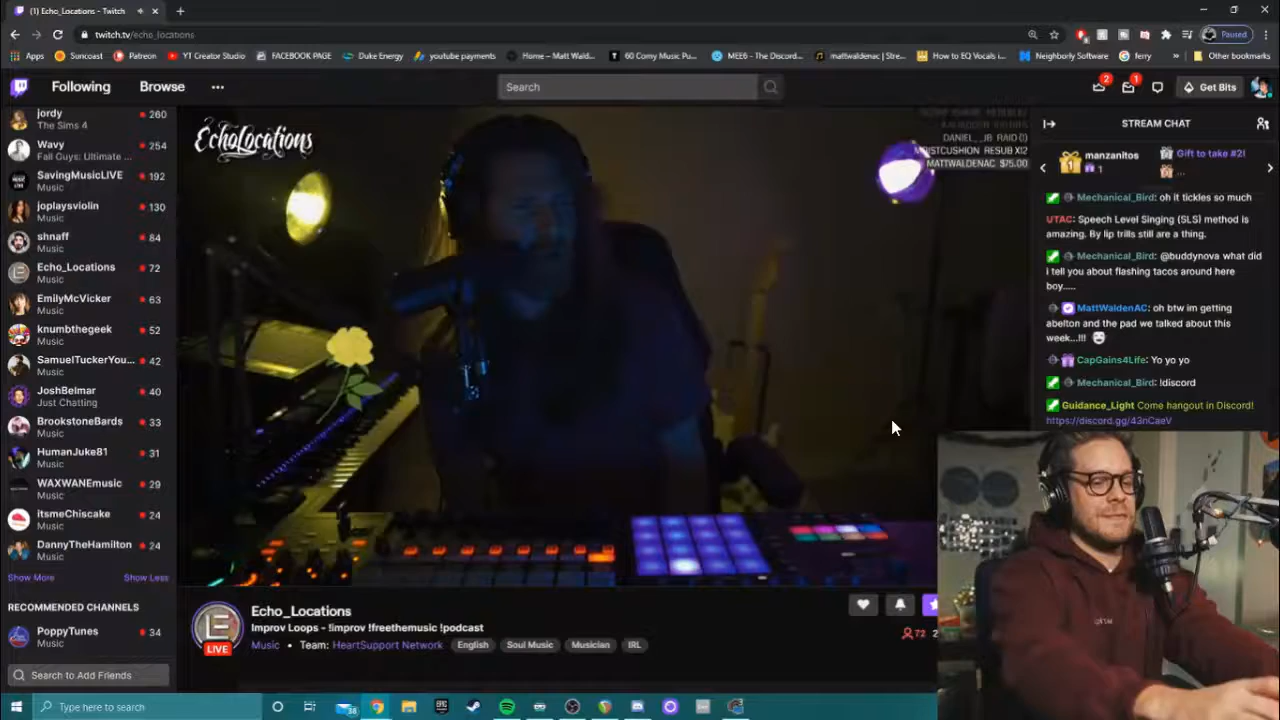 (1) Echo_Locations - Twitch
twitch.tv/echo_locations
Paused
Apps
Suncoast
Patreon
YT Creator Studio
FACEBOOK PAGE
Duke Energy
youtube payments
Home – Matt Wald...
60 Corny Music Pu...
MEE6 - The Discord...
mattwaldenac | Stre...
How to EQ Vocals i...
Neighborly Software
ferry
Other bookmarks
Following
Browse
Search
2
1
Get Bits
jordy
260
The Sims 4
Wavy
254
Fall Guys: Ultimate ...
SavingMusicLIVE
192
Music
joplaysviolin
130
Music
shnaff
84
Music
Echo_Locations
72
Music
EmilyMcVicker
63
Music
knumbthegeek
52
Music
SamuelTuckerYou...
42
Music
JoshBelmar
40
Just Chatting
BrookstoneBards
33
Music
HumanJuke81
31
Music
WAXWANEmusic
29
Music
itsmeChiscake
24
Music
DannyTheHamilton
24
Music
Show More
Show Less
RECOMMENDED CHANNELS
PoppyTunes
34
Music
Search to Add Friends
EchoLocations
DANIEL_JB RAID ()
MOISTCUSHION RESUB X12
MATTWALDENAC $75.00
STREAM CHAT
manzanitos
1
Gift to take #2!
...
Mechanical_Bird: oh it tickles so much
UTAC: Speech Level Singing (SLS) method is
amazing. By lip trills still are a thing.
Mechanical_Bird: @buddynova what did
i tell you about flashing tacos around here
boy.....
MattWaldenAC: oh btw im getting
abelton and the pad we talked about this
week...!!!
CapGains4Life: Yo yo yo
Mechanical_Bird: !discord
Guidance_Light Come hangout in Discord!
https://discord.gg/43nCaeV
LIVE
Echo_Locations
Improv Loops - !improv !freethemusic !podcast
Music • Team: HeartSupport Network
English
Soul Music
Musician
IRL
72
Type here to search